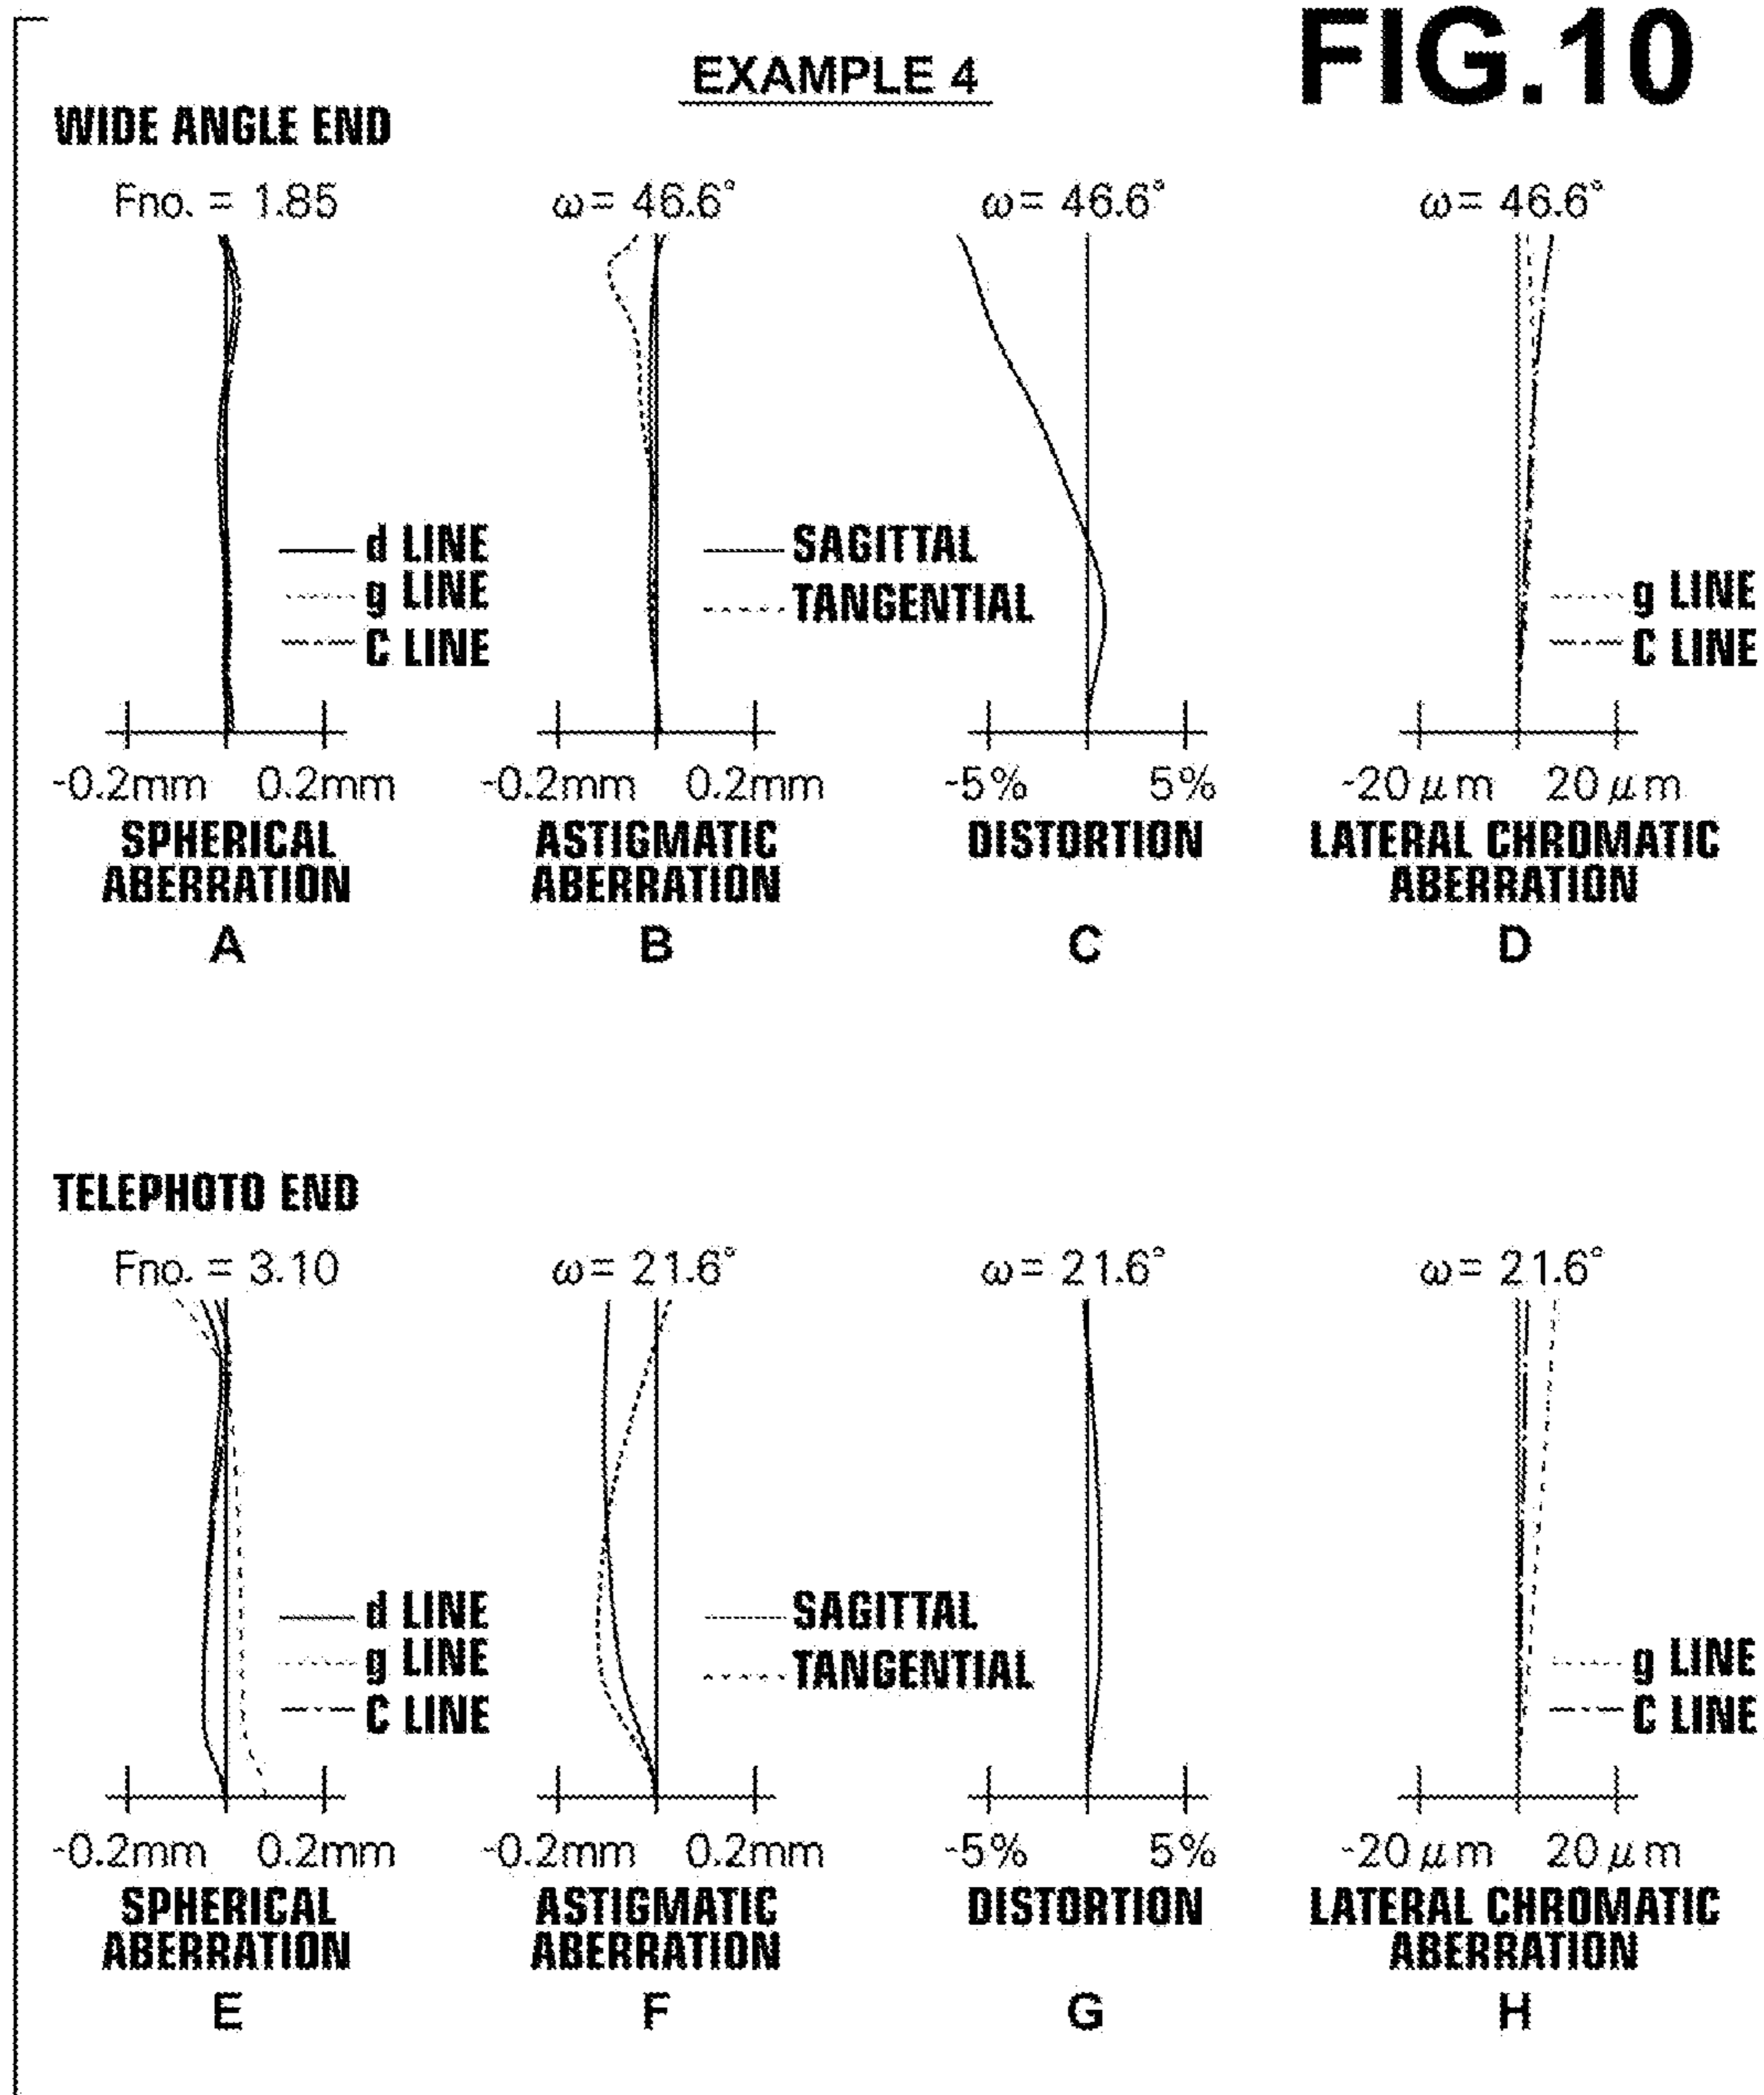 FIG.10
EXAMPLE 4
WIDE ANGLE END
Fno. = 1.85
ω = 46.6°
ω = 46.6°
ω = 46.6°
d LINE
g LINE
C LINE
SAGITTAL
TANGENTIAL
g LINE
C LINE
-0.2mm 0.2mm
-0.2mm 0.2mm
-5% 5%
-20μm 20μm
SPHERICAL
ABERRATION
ASTIGMATIC
ABERRATION
DISTORTION
LATERAL CHROMATIC
ABERRATION
A
B
C
D
TELEPHOTO END
Fno. = 3.10
ω = 21.6°
ω = 21.6°
ω = 21.6°
d LINE
g LINE
C LINE
SAGITTAL
TANGENTIAL
g LINE
C LINE
-0.2mm 0.2mm
-0.2mm 0.2mm
-5% 5%
-20μm 20μm
SPHERICAL
ABERRATION
ASTIGMATIC
ABERRATION
DISTORTION
LATERAL CHROMATIC
ABERRATION
E
F
G
H